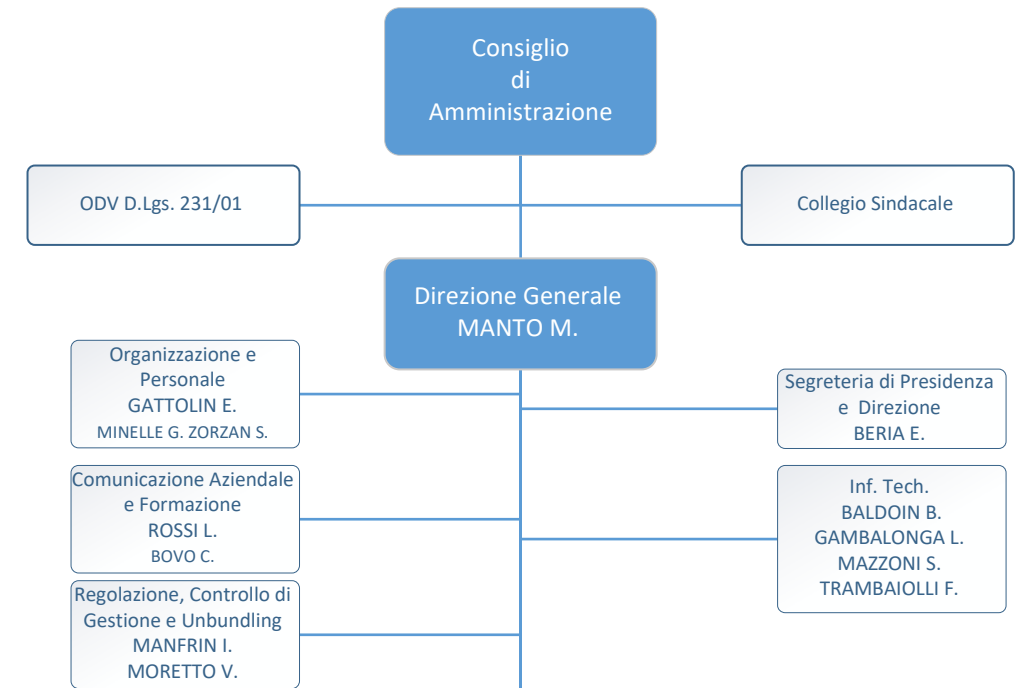 Consiglio
di
Amministrazione
ODV D.Lgs. 231/01
Collegio Sindacale
Direzione Generale
MANTO M.
Organizzazione e
Personale
GATTOLIN E.
MINELLE G. ZORZAN S.
Segreteria di Presidenza
e Direzione
BERIA E.
Comunicazione Aziendale
e Formazione
ROSSI L.
BOVO C.
Inf. Tech.
BALDOIN B.
GAMBALONGA L.
MAZZONI S.
TRAMBAIOLLI F.
Regolazione, Controllo di
Gestione e Unbundling
MANFRIN I.
MORETTO V.